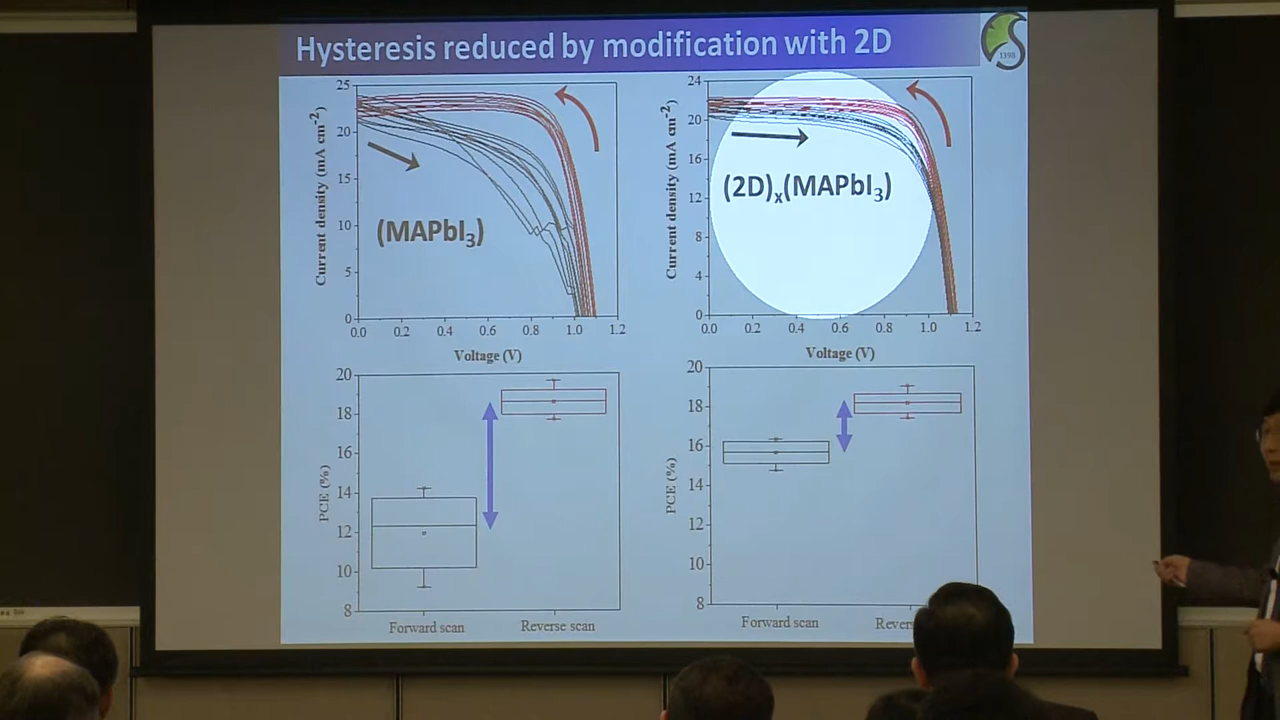 Hysteresis reduced by modification with 2D
1398
Current density (mA cm⁻²)
25
20
15
10
5
0
(MAPbI₃)
0.0 0.2 0.4 0.6 0.8 1.0 1.2
Voltage (V)
Current density (mA cm⁻²)
24
20
16
12
8
4
0
(2D)ₓ(MAPbI₃)
0.0 0.2 0.4 0.6 0.8 1.0 1.2
Voltage (V)
PCE (%)
20
18
16
14
12
10
8
Forward scan Reverse scan
PCE (%)
20
18
16
14
12
10
8
Forward scan Revers